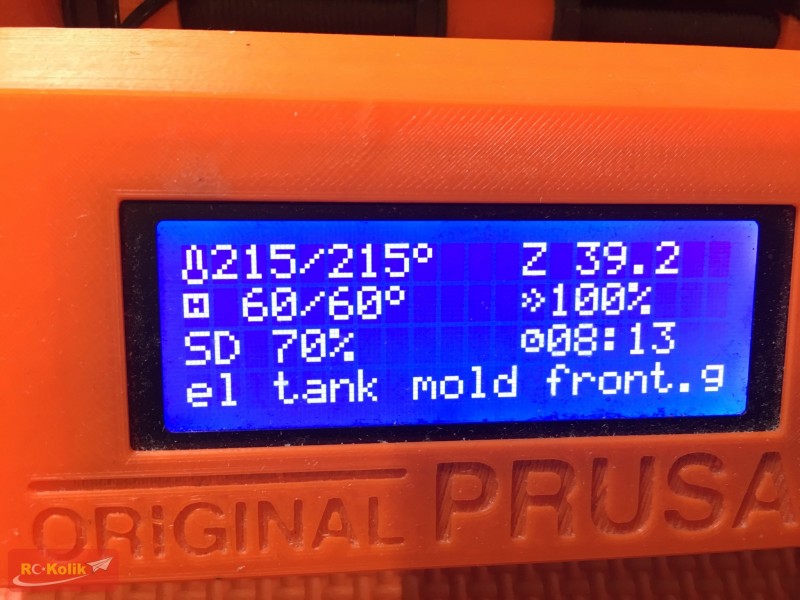 215/215° Z 39.2
60/60° 100%
SD 70% 08:13
el tank mold front.g
ORiGiNAL PRUSA
RC-Kolik